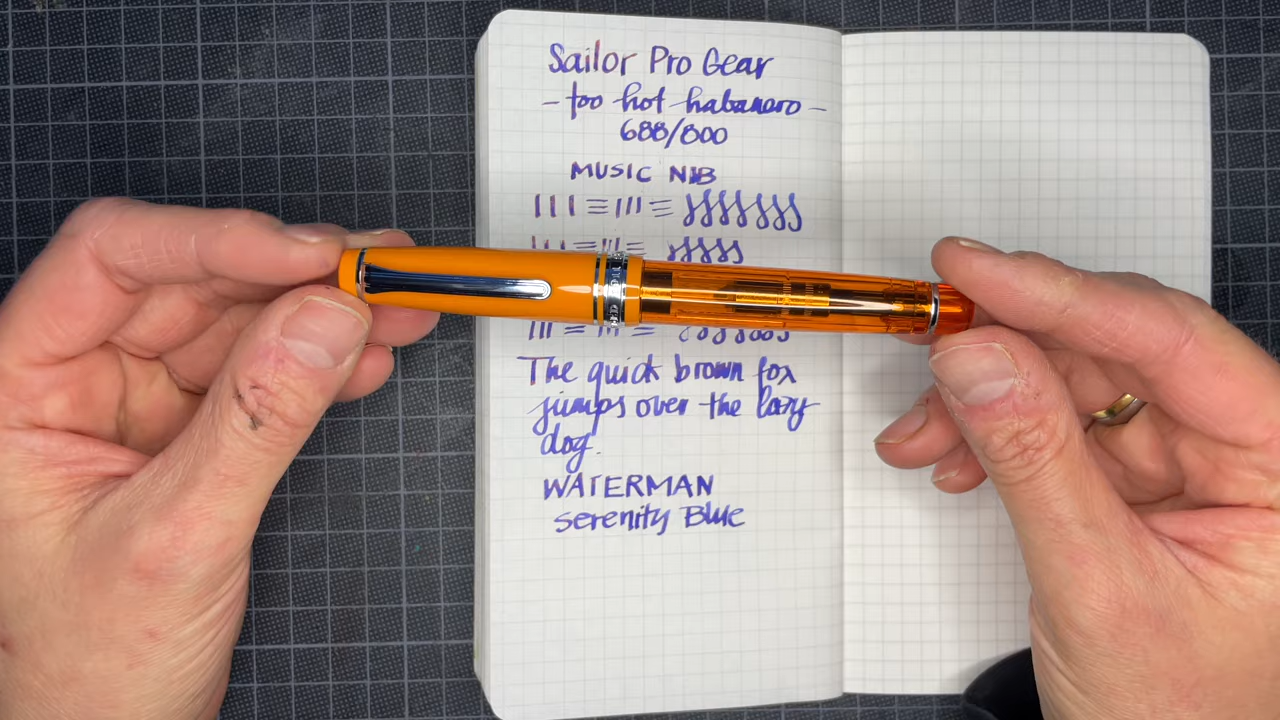 Sailor Pro Gear
- too hot habanero -
688/800
MUSIC NIB
The quick brown fox
jumps over the lazy
dog.
WATERMAN
serenity Blue